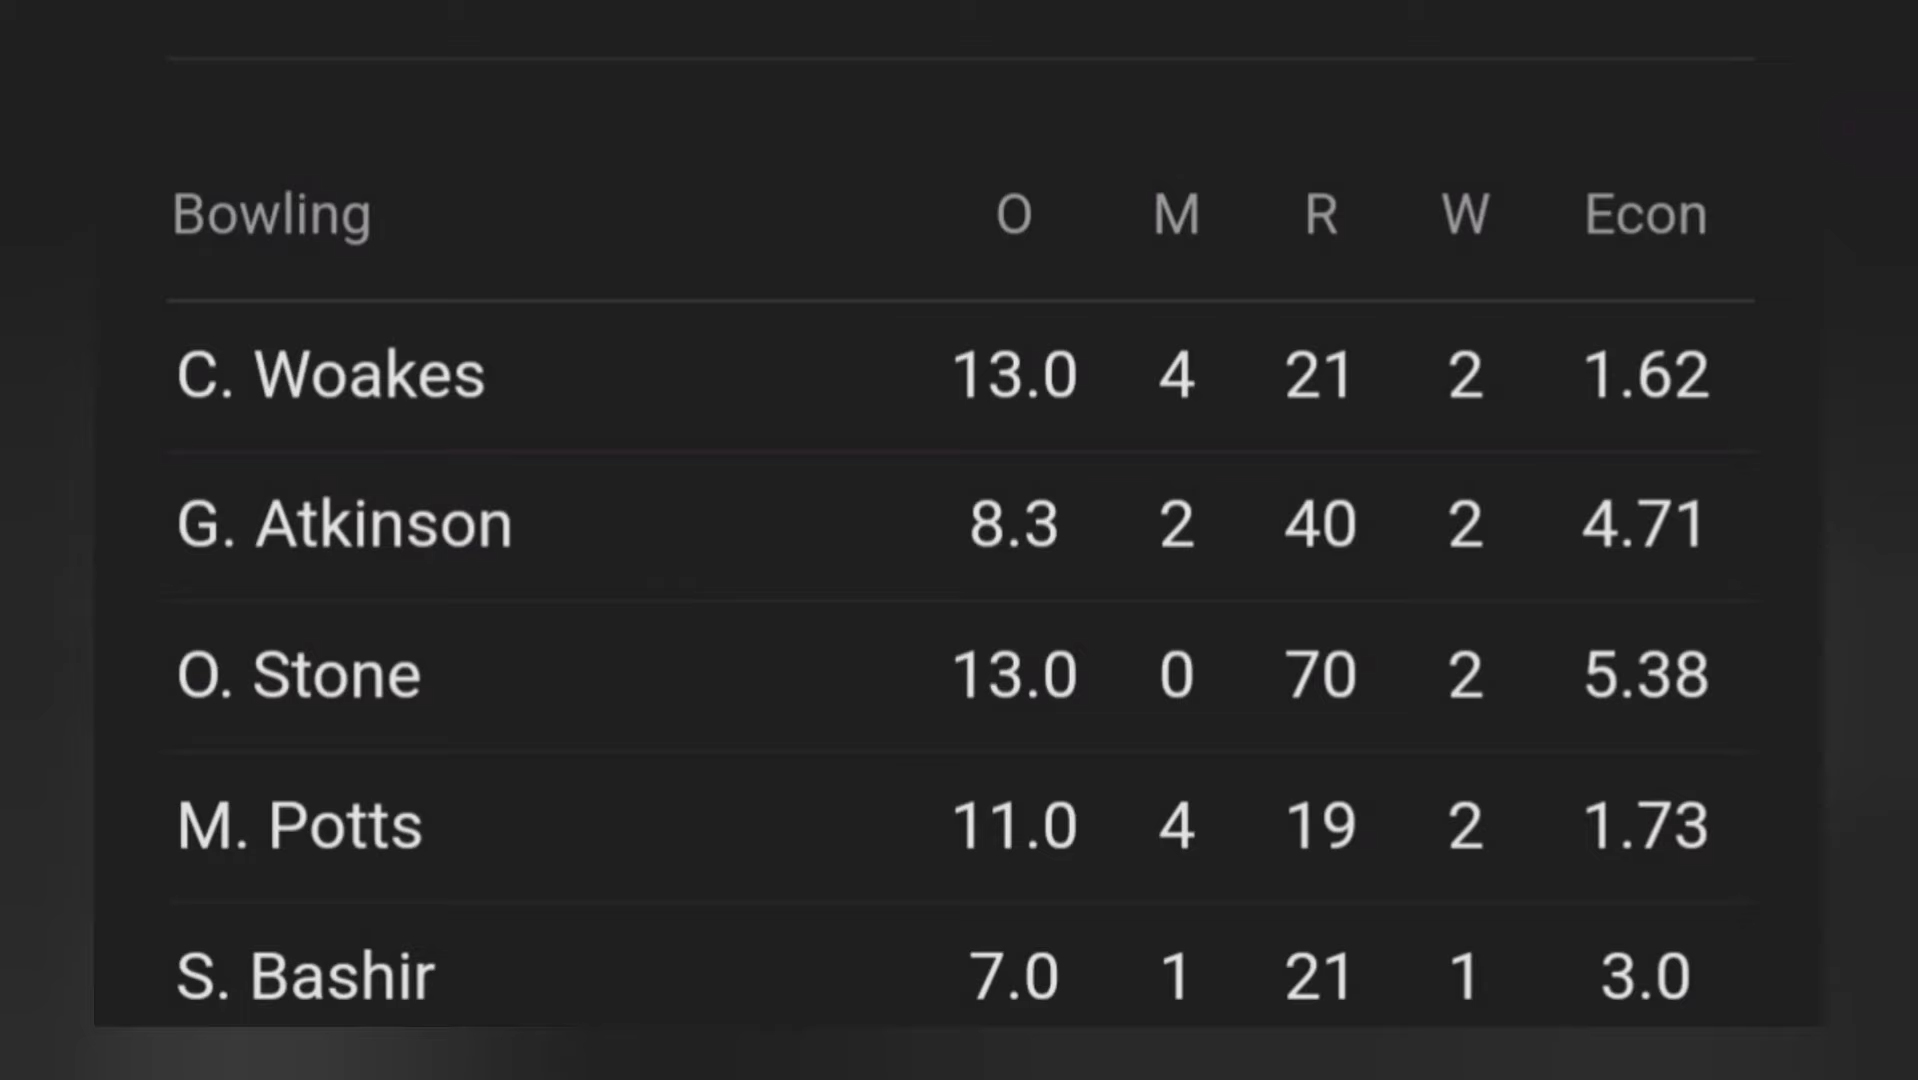 Bowling O M R W Econ
C. Woakes 13.0 4 21 2 1.62
G. Atkinson 8.3 2 40 2 4.71
O. Stone 13.0 0 70 2 5.38
M. Potts 11.0 4 19 2 1.73
S. Bashir 7.0 1 21 1 3.0